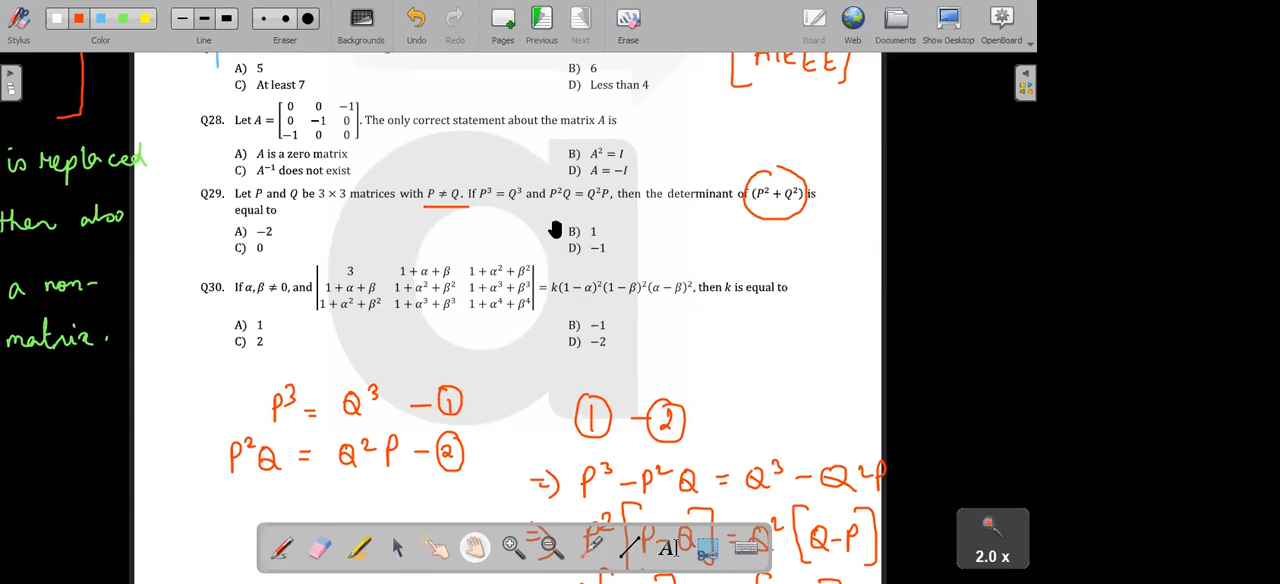 Stylus Color Line Eraser Backgrounds Undo Redo Pages Previous Next Erase Board Web Documents Show Desktop OpenBoard
[AIEEE]
A) 5 B) 6
C) At least 7 D) Less than 4
is replaced
then also
a non-
matrix.
Q28. Let A = [0 0 −1; 0 −1 0; −1 0 0]. The only correct statement about the matrix A is
A) A is a zero matrix B) A² = I
C) A⁻¹ does not exist D) A = −I
Q29. Let P and Q be 3 × 3 matrices with P ≠ Q. If P³ = Q³ and P²Q = Q²P, then the determinant of (P² + Q²) is
equal to
A) −2 B) 1
C) 0 D) −1
Q30. If α, β ≠ 0, and |3 1 + α + β 1 + α² + β²; 1 + α + β 1 + α² + β² 1 + α³ + β³; 1 + α² + β² 1 + α³ + β³ 1 + α⁴ + β⁴| = k(1 − α)²(1 − β)²(α − β)², then k is equal to
A) 1 B) −1
C) 2 D) −2
P³ = Q³ − ①
P²Q = Q²P − ②
① − ②
⇒ P³ − P²Q = Q³ − Q²P
⇒ P² [P − Q] = Q² [Q − P]
2.0 x